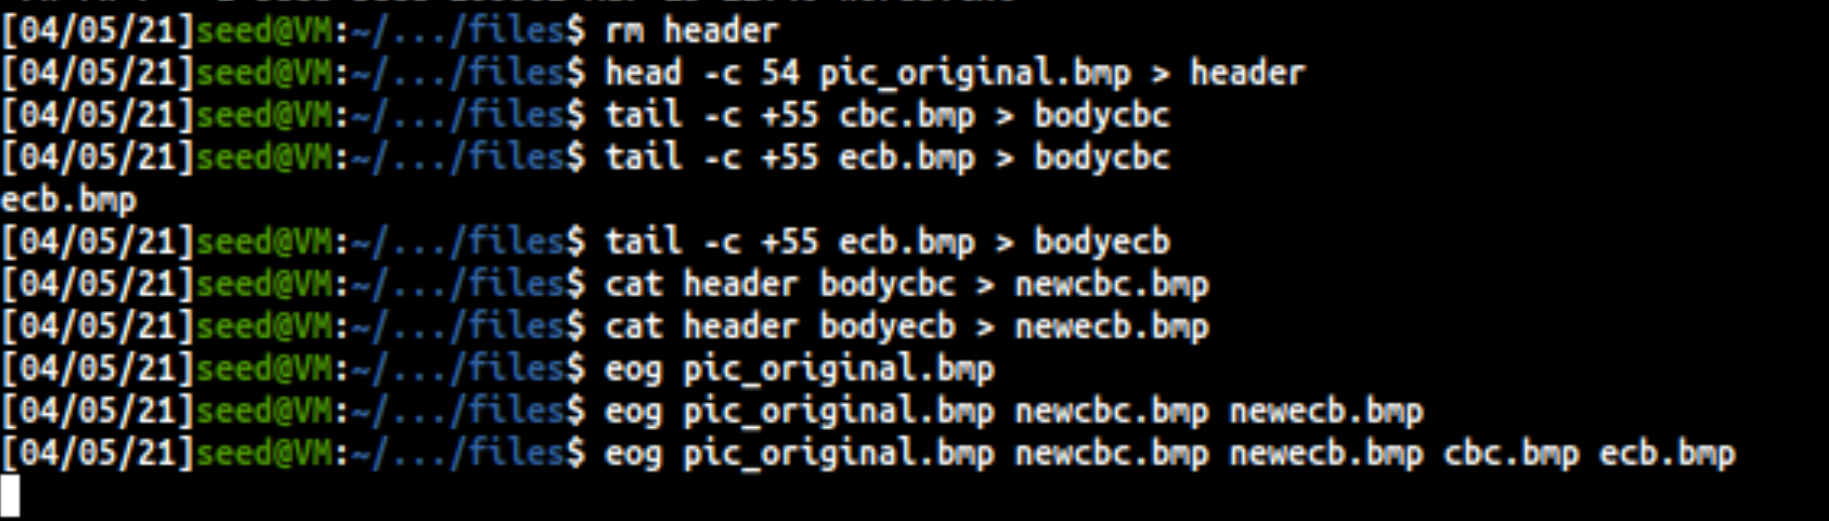 [04/05/21]seed@VM:~/.../files$ rm header
[04/05/21]seed@VM:~/.../files$ head -c 54 pic_original.bmp > header
[04/05/21]seed@VM:~/.../files$ tail -c +55 cbc.bmp > bodycbc
[04/05/21]seed@VM:~/.../files$ tail -c +55 ecb.bmp > bodycbc
ecb.bmp
[04/05/21]seed@VM:~/.../files$ tail -c +55 ecb.bmp > bodyecb
[04/05/21]seed@VM:~/.../files$ cat header bodycbc > newcbc.bmp
[04/05/21]seed@VM:~/.../files$ cat header bodyecb > newecb.bmp
[04/05/21]seed@VM:~/.../files$ eog pic_original.bmp
[04/05/21]seed@VM:~/.../files$ eog pic_original.bmp newcbc.bmp newecb.bmp
[04/05/21]seed@VM:~/.../files$ eog pic_original.bmp newcbc.bmp newecb.bmp cbc.bmp ecb.bmp